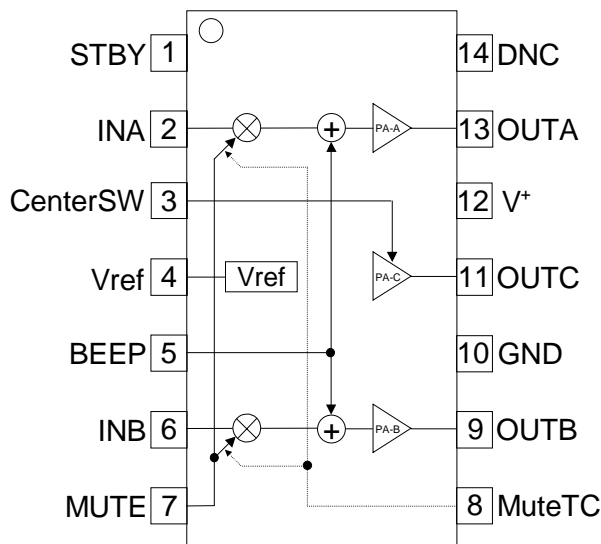 STBY 1 14 DNC
INA 2 + PA-A 13 OUTA
CenterSW 3 12 V+
Vref 4 Vref PA-C 11 OUTC
BEEP 5 10 GND
INB 6 + PA-B 9 OUTB
MUTE 7 8 MuteTC